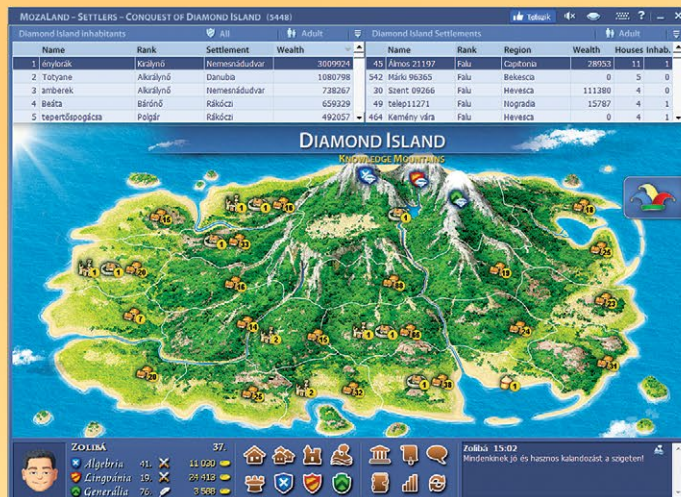 MOZALAND – SETTLERS – CONQUEST OF DIAMOND ISLAND (5448)
Tetszik
?
Diamond Island inhabitants All Adult
Name Rank Settlement Wealth
1 énylorák Királynő Nemesnádudvar 3009924
2 Totyane Alkirálynő Danubia 1080798
3 amberek Alkirálynő Nemesnádudvar 738267
4 Beáta Bárónő Rákóczi 659329
5 tepertőspogácsa Polgár Rákóczi 492057
Diamond Island Settlements Adult
Name Rank Region Wealth Houses Inhab.
45 Álmos 21197 Falu Capitonia 28953 11 1
542 Márki 96365 Falu Bekescia 0 5 0
30 Szent 09266 Falu Hevesca 111380 4 0
49 telep11271 Falu Nogradia 15787 4 1
464 Kemény vára Falu Hevesca 0 4 1
DIAMOND ISLAND
KNOWLEDGE MOUNTAINS
ZOLIBÁ 37.
Algebria 41. 11 030
Lingvánia 19. 24 413
Generália 76. 3 588
Zolibá 15:02
Mindenkinek jó és hasznos kalandozást a szigeten!